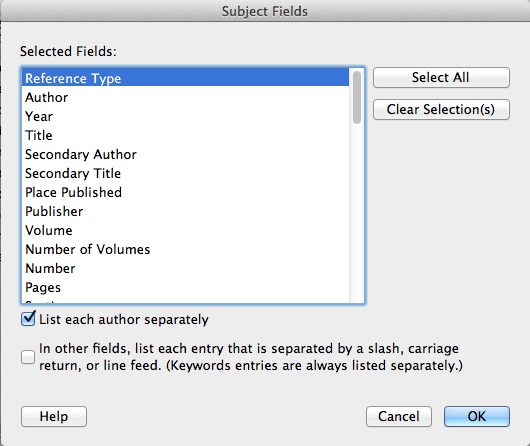 Subject Fields
Selected Fields:
Reference Type
Author
Year
Title
Secondary Author
Secondary Title
Place Published
Publisher
Volume
Number of Volumes
Number
Pages
Select All
Clear Selection(s)
List each author separately
In other fields, list each entry that is separated by a slash, carriage
return, or line feed. (Keywords entries are always listed separately.)
Help
Cancel
OK